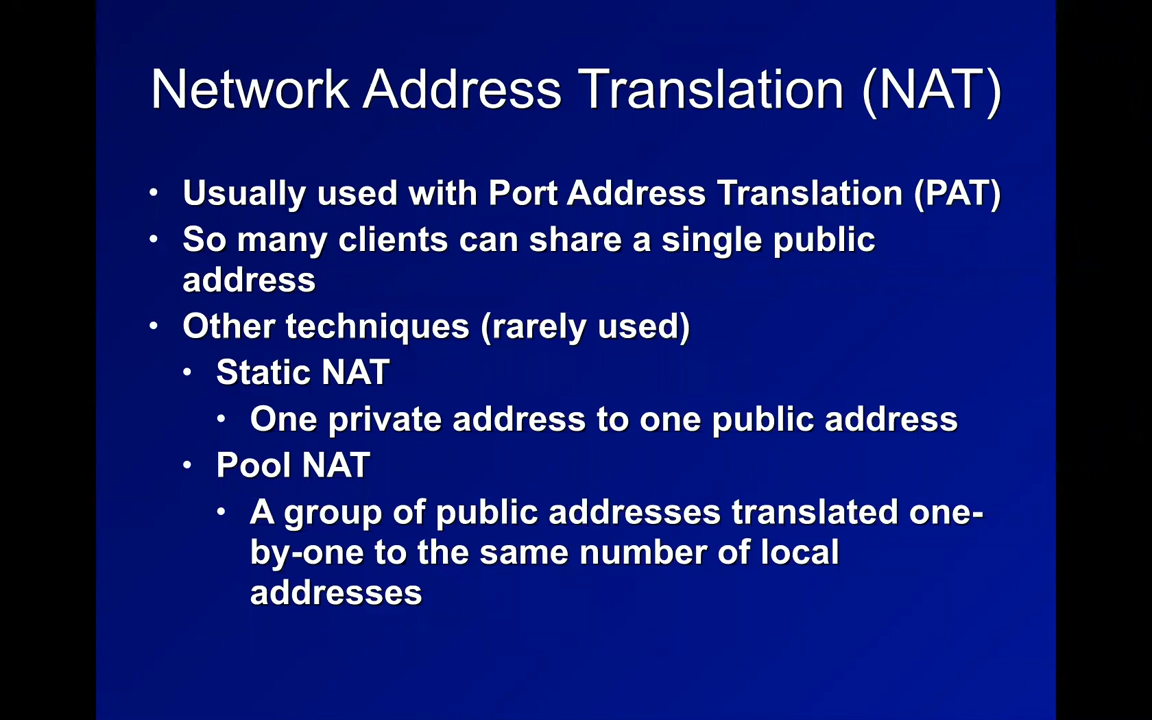 Network Address Translation (NAT)
• Usually used with Port Address Translation (PAT)
• So many clients can share a single public
address
• Other techniques (rarely used)
• Static NAT
• One private address to one public address
• Pool NAT
• A group of public addresses translated one-
by-one to the same number of local
addresses